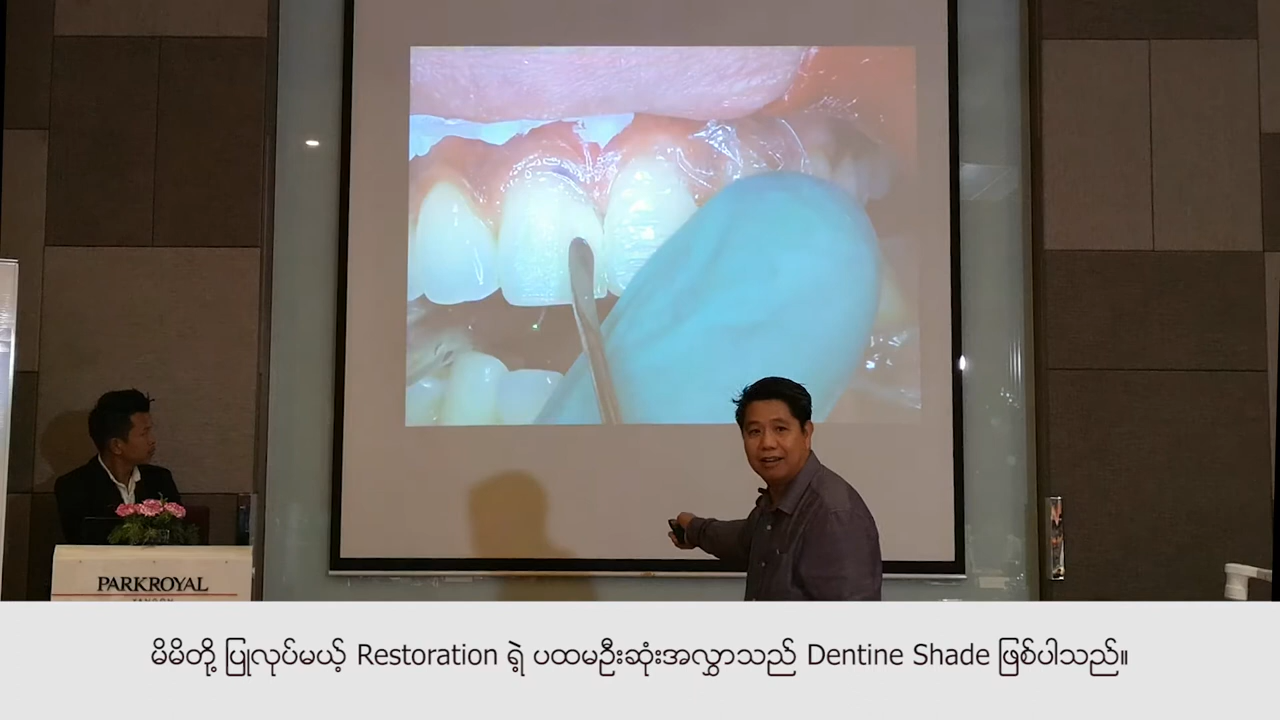 PARKROYAL
YANGON
မိမိတို့ ပြုလုပ်မယ့် Restoration ရဲ့ ပထမဦးဆုံးအလွှာသည် Dentine Shade ဖြစ်ပါသည်။